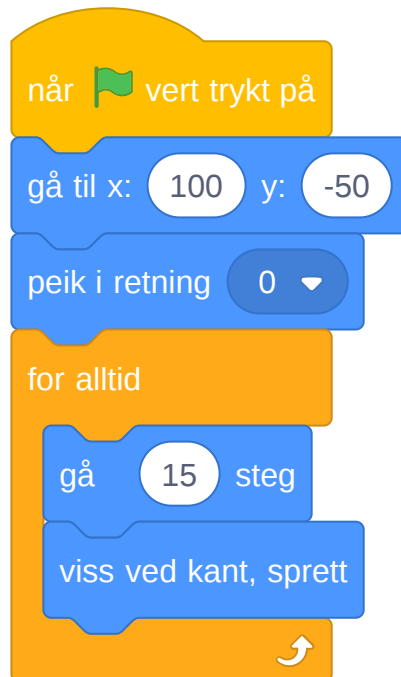 når vert trykt på
gå til x: 100 y: -50
peik i retning 0
for alltid
gå 15 steg
viss ved kant, sprett